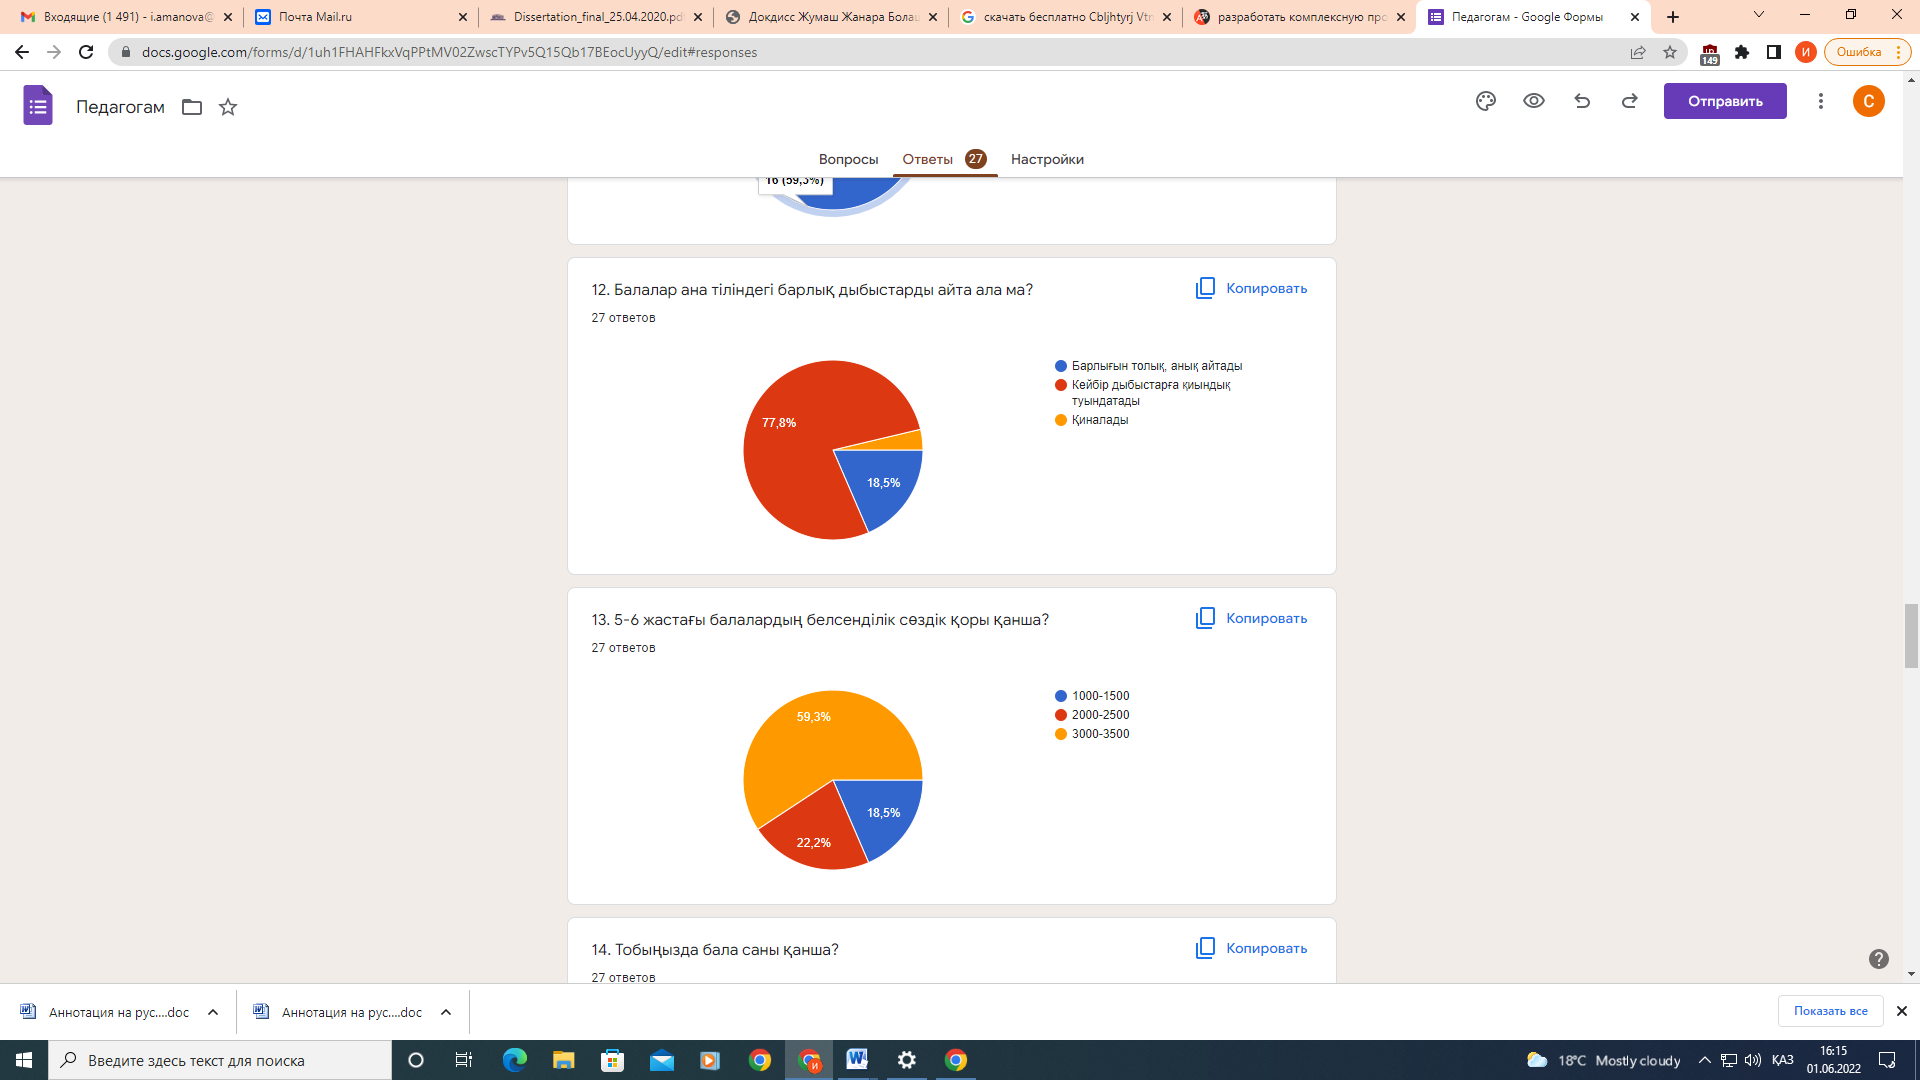 Входящие (1 491) - i.amanova@
Почта Mail.ru
Dissertation_final_25.04.2020.pd
Докдисс Жумаш Жанара Болац
скачать бесплатно Cbljhtyrj Vtn
разработать комплексную про
Педагогам - Google Формы
docs.google.com/forms/d/1uh1FHAHFkxVqPPtMV02ZwscTYPv5Q15Qb17BEocUyyQ/edit#responses
149
И
Ошибка
Педагогам
Отправить
С
Вопросы
Ответы 27
Настройки
16 (59,3%)
12. Балалар ана тіліндегі барлық дыбыстарды айта ала ма?
Копировать
27 ответов
Барлығын толық, анық айтады
Кейбір дыбыстарға қиындық
туындатады
Қиналады
77,8%
18,5%
13. 5-6 жастағы балалардың белсенділік сөздік қоры қанша?
Копировать
27 ответов
1000-1500
2000-2500
3000-3500
59,3%
18,5%
22,2%
14. Тобыңызда бала саны қанша?
Копировать
27 ответов
Аннотация на рус....doc
Аннотация на рус....doc
Показать все
Введите здесь текст для поиска
18°C Mostly cloudy
ҚАЗ
16:15
01.06.2022